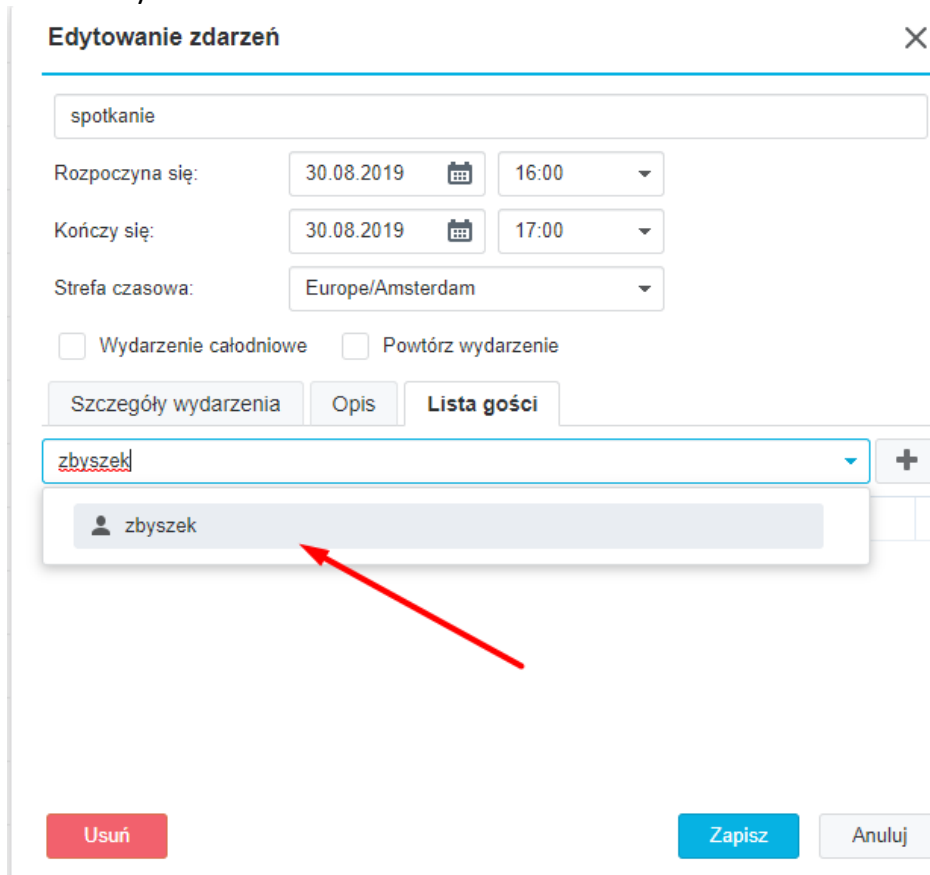 Edytowanie zdarzeń
spotkanie
Rozpoczyna się: 30.08.2019 16:00
Kończy się: 30.08.2019 17:00
Strefa czasowa: Europe/Amsterdam
Wydarzenie całodniowe Powtórz wydarzenie
Szczegóły wydarzenia Opis Lista gości
zbyszek
zbyszek
Usuń Zapisz Anuluj